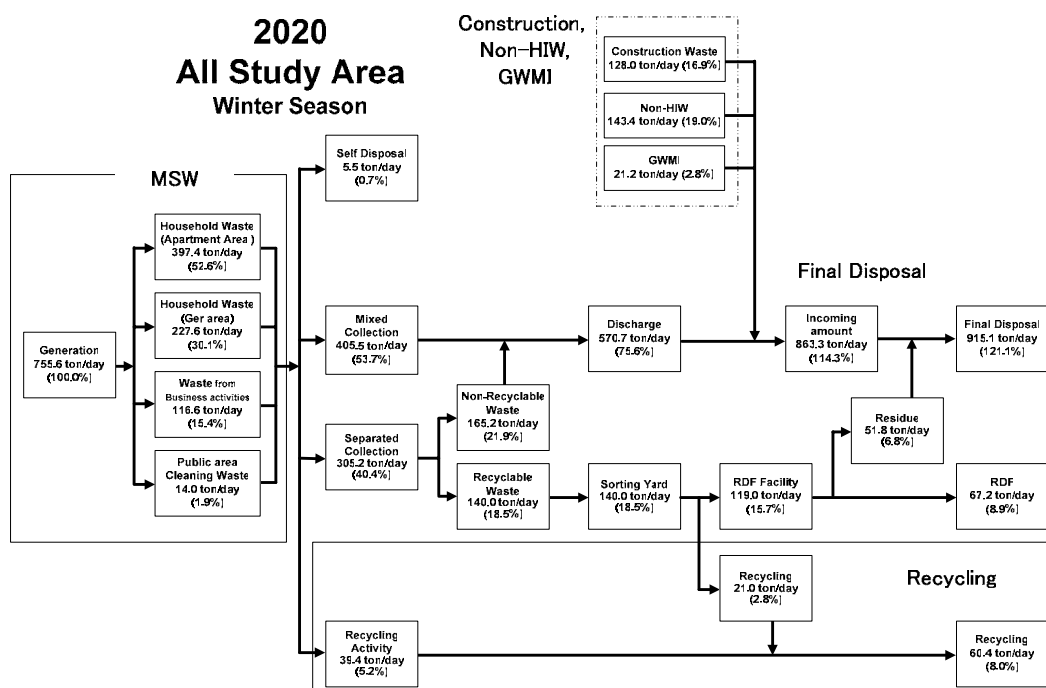 2020
All Study Area
Winter Season
Construction,
Non-HIW,
GWMI
Construction Waste
128.0 ton/day (16.9%)
Non-HIW
143.4 ton/day (19.0%)
GWMI
21.2 ton/day (2.8%)
MSW
Self Disposal
5.5 ton/day
(0.7%)
Household Waste
(Apartment Area )
397.4 ton/day
(52.6%)
Household Waste
(Ger area)
227.6 ton/day
(30.1%)
Generation
755.6 ton/day
(100.0%)
Waste from
Business activities
116.6 ton/day
(15.4%)
Public area
Cleaning Waste
14.0 ton/day
(1.9%)
Mixed
Collection
405.5 ton/day
(53.7%)
Separated
Collection
305.2 ton/day
(40.4%)
Non-Recyclable
Waste
165.2 ton/day
(21.9%)
Recyclable
Waste
140.0 ton/day
(18.5%)
Discharge
570.7 ton/day
(75.6%)
Sorting Yard
140.0 ton/day
(18.5%)
Final Disposal
Incoming
amount
863.3 ton/day
(114.3%)
Final Disposal
915.1 ton/day
(121.1%)
Residue
51.8 ton/day
(6.8%)
RDF Facility
119.0 ton/day
(15.7%)
RDF
67.2 ton/day
(8.9%)
Recycling
Recycling
21.0 ton/day
(2.8%)
Recycling
Activity
39.4 ton/day
(5.2%)
Recycling
60.4 ton/day
(8.0%)